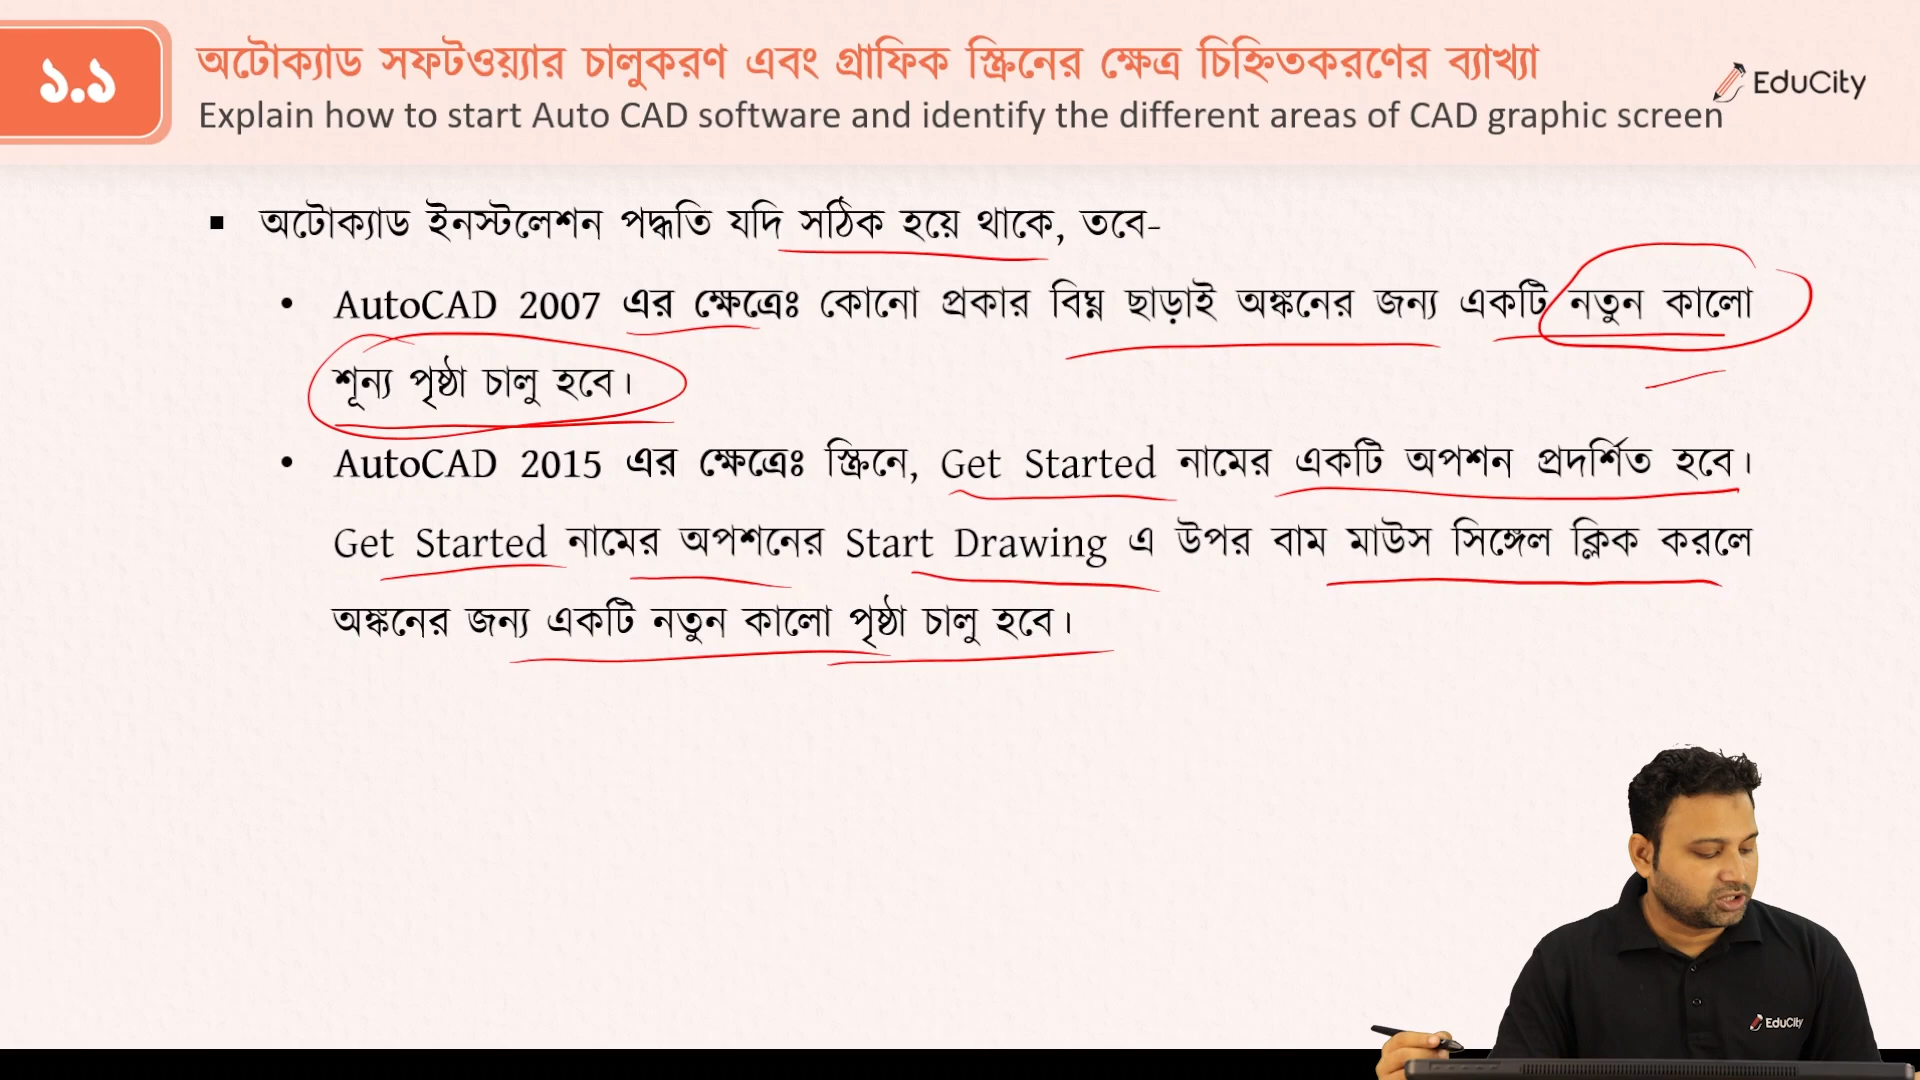 ১.১
অটোক্যাড সফটওয়্যার চালুকরণ এবং গ্রাফিক স্ক্রিনের ক্ষেত্র চিহ্নিতকরণের ব্যাখ্যা
EduCity
Explain how to start Auto CAD software and identify the different areas of CAD graphic screen
▪ অটোক্যাড ইনস্টলেশন পদ্ধতি যদি সঠিক হয়ে থাকে, তবে-
• AutoCAD 2007 এর ক্ষেত্রেঃ কোনো প্রকার বিঘ্ন ছাড়াই অঙ্কনের জন্য একটি নতুন কালো
শূন্য পৃষ্ঠা চালু হবে।
• AutoCAD 2015 এর ক্ষেত্রেঃ স্ক্রিনে, Get Started নামের একটি অপশন প্রদর্শিত হবে।
Get Started নামের অপশনের Start Drawing এ উপর বাম মাউস সিঙ্গেল ক্লিক করলে
অঙ্কনের জন্য একটি নতুন কালো পৃষ্ঠা চালু হবে।
EduCity